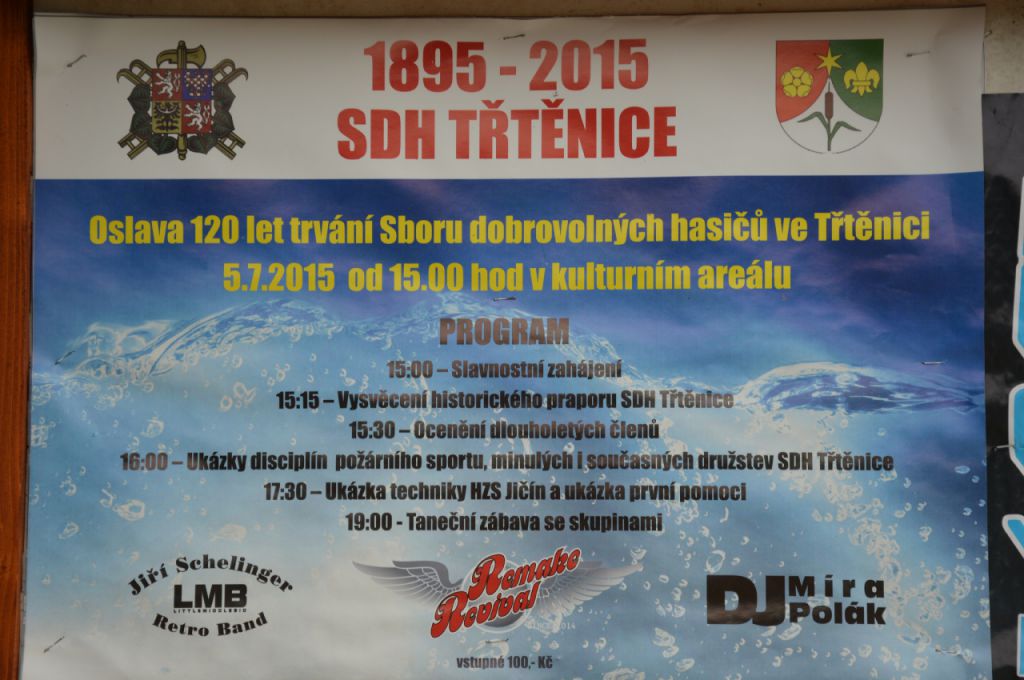 1895 - 2015
SDH TŘTĚNICE
Oslava 120 let trvání Sboru dobrovolných hasičů ve Třtěnici
5.7.2015 od 15.00 hod v kulturním areálu
PROGRAM
15:00 – Slavnostní zahájení
15:15 – Vysvěcení historického praporu SDH Třtěnice
15:30 – Ocenění dlouholetých členů
16:00 – Ukázky disciplín požárního sportu, minulých i současných družstev SDH Třtěnice
17:30 – Ukázka techniky HZS Jičín a ukázka první pomoci
19:00 - Taneční zábava se skupinami
Jiří Schelinger
LMB
LITTLEMIDDLEBIG
Retro Band
Remake
Revival
SINCE 2014
DJ Míra
Polák
vstupné 100,- Kč